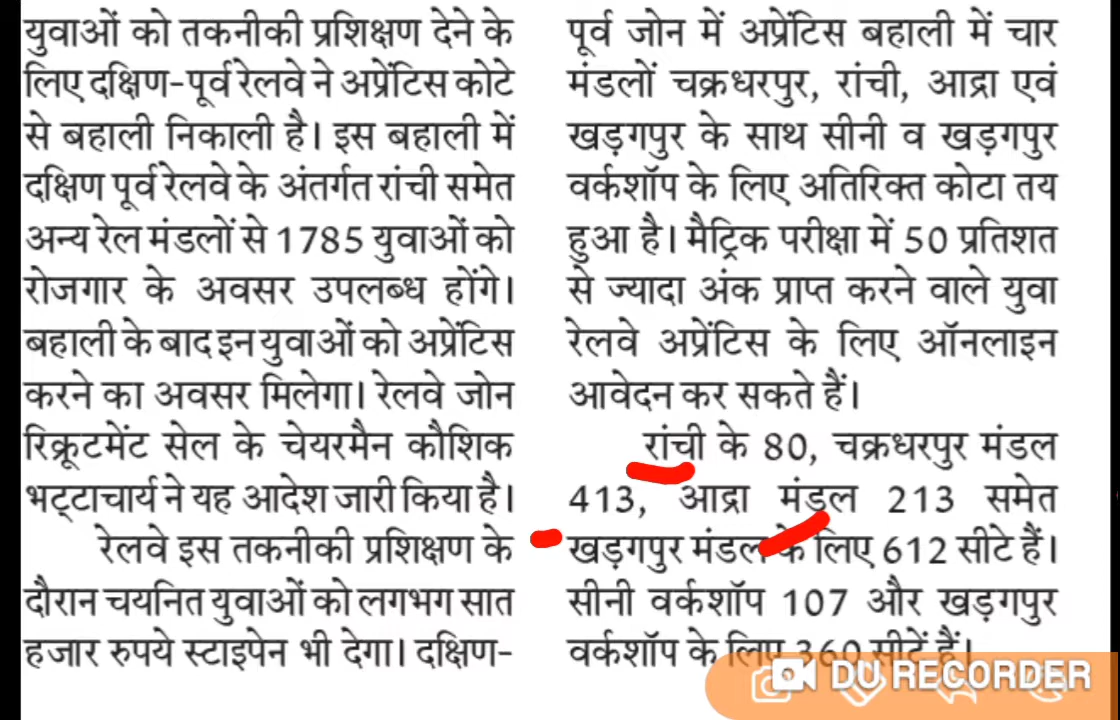 युवाओं को तकनीकी प्रशिक्षण देने के
लिए दक्षिण-पूर्व रेलवे ने अप्रेंटिस कोटे
से बहाली निकाली है। इस बहाली में
दक्षिण पूर्व रेलवे के अंतर्गत रांची समेत
अन्य रेल मंडलों से 1785 युवाओं को
रोजगार के अवसर उपलब्ध होंगे।
बहाली के बाद इन युवाओं को अप्रेंटिस
करने का अवसर मिलेगा। रेलवे जोन
रिक्रूटमेंट सेल के चेयरमैन कौशिक
भट्टाचार्य ने यह आदेश जारी किया है।
रेलवे इस तकनीकी प्रशिक्षण के
दौरान चयनित युवाओं को लगभग सात
हजार रुपये स्टाइपेन भी देगा। दक्षिण-
पूर्व जोन में अप्रेंटिस बहाली में चार
मंडलों चक्रधरपुर, रांची, आद्रा एवं
खड़गपुर के साथ सीनी व खड़गपुर
वर्कशॉप के लिए अतिरिक्त कोटा तय
हुआ है। मैट्रिक परीक्षा में 50 प्रतिशत
से ज्यादा अंक प्राप्त करने वाले युवा
रेलवे अप्रेंटिस के लिए ऑनलाइन
आवेदन कर सकते हैं।
रांची के 80, चक्रधरपुर मंडल
413, आद्रा मंडल 213 समेत
खड़गपुर मंडल के लिए 612 सीटे हैं।
सीनी वर्कशॉप 107 और खड़गपुर
वर्कशॉप के लिए 360 सीटें हैं।
DU RECORDER